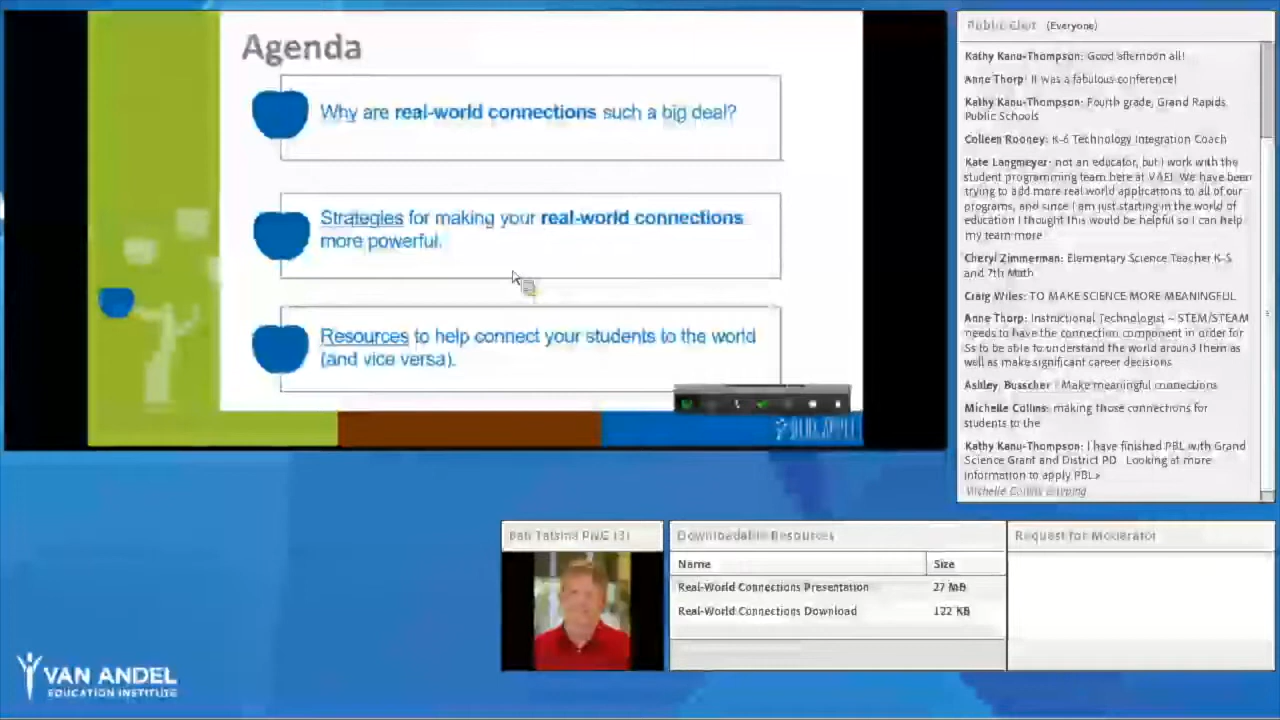 Agenda
Why are real-world connections such a big deal?
Strategies for making your real-world connections
more powerful.
Resources to help connect your students to the world
(and vice versa).
Public Chat (Everyone)
Kathy Kanu-Thompson: Good afternoon all!
Anne Thorp: It was a fabulous conference!
Kathy Kanu-Thompson: Fourth grade, Grand Rapids
Public Schools
Colleen Rooney: K-6 Technology Integration Coach
Kate Langmeyer: not an educator, but I work with the
student programming team here at VAEI. We have been
trying to add more real world applications to all of our
programs, and since I am just starting in the world of
education I thought this would be helpful so I can help
my team more
Cheryl Zimmerman: Elementary Science Teacher K-5
and 7th Math
Craig Wiles: TO MAKE SCIENCE MORE MEANINGFUL
Anne Thorp: Instructional Technologist - STEM/STEAM
needs to have the connection component in order for
Ss to be able to understand the world around them as
well as make significant career decisions
Ashley Busscher: Make meaningful connections
Michelle Collins: making those connections for
students to the
Kathy Kanu-Thompson: I have finished PBL with Grand
Science Grant and District PD Looking at more
information to apply PBL
Michelle Collins is typing
Downloadable Resources
Name Size
Real-World Connections Presentation 27 MB
Real-World Connections Download 122 KB
Request for Moderator
VAN ANDEL
EDUCATION INSTITUTE